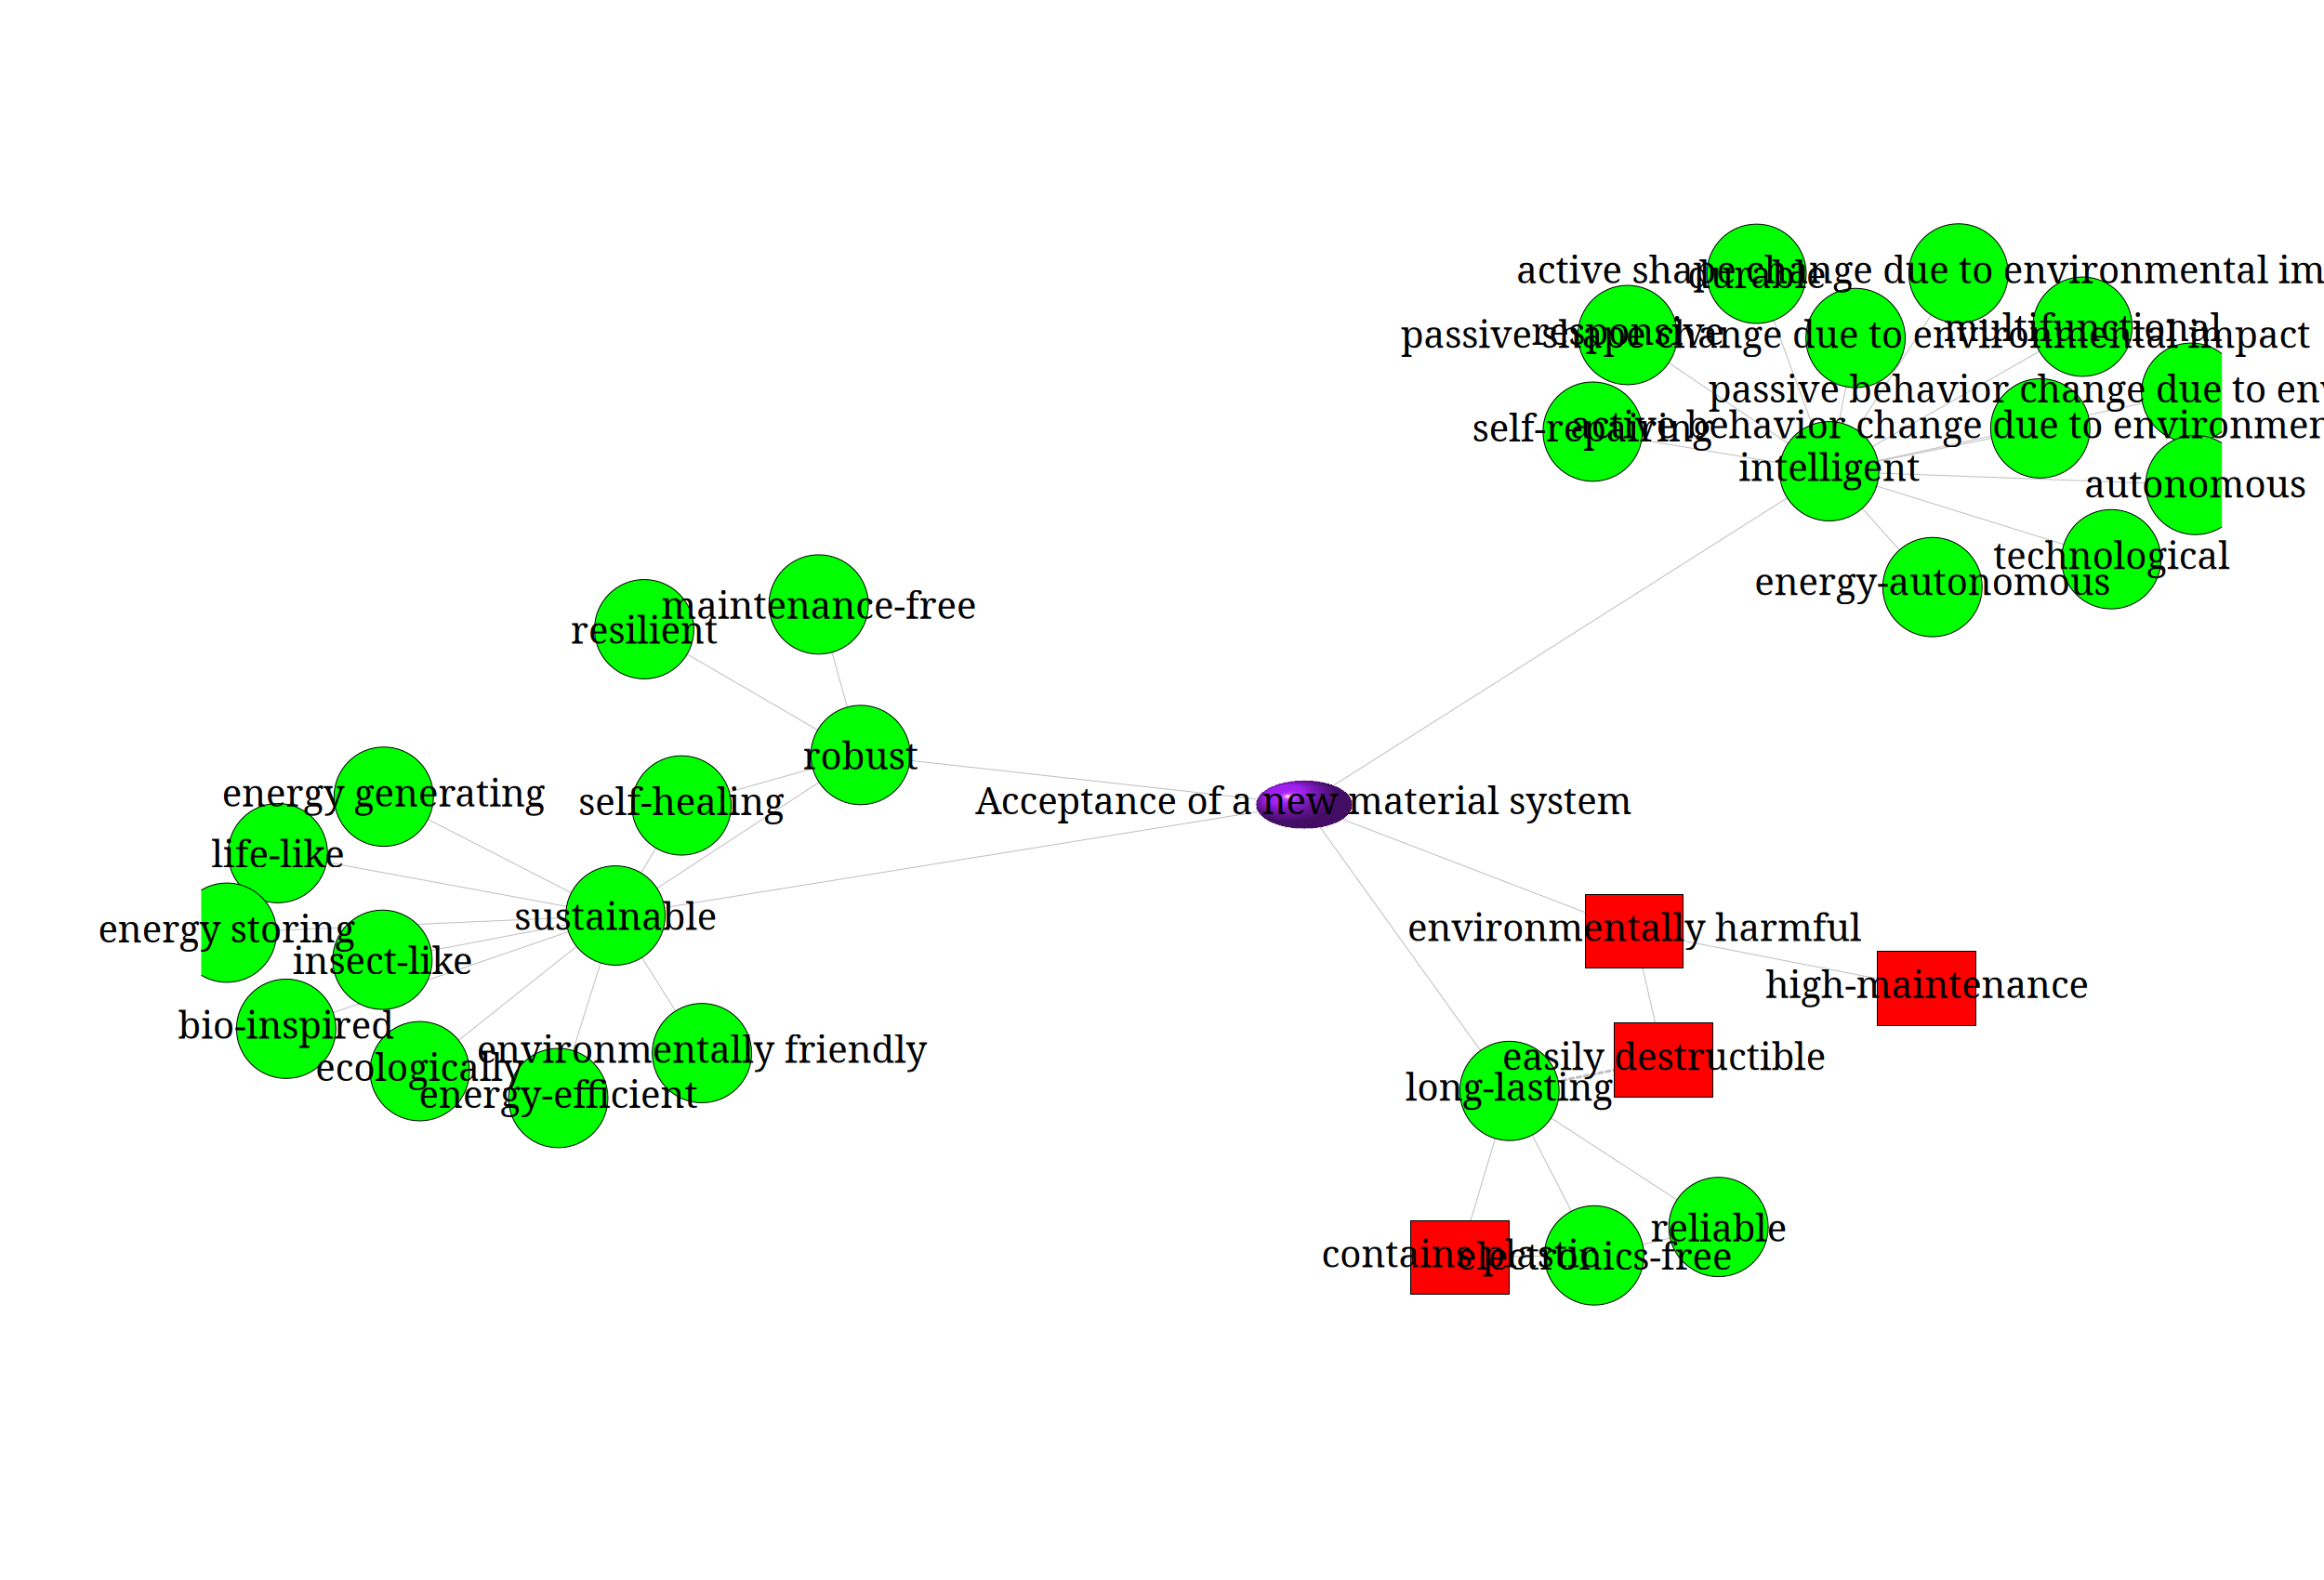 active shape change due to environmental im
durable
multifunctional
responsive
passive shape change due to environmental impact
passive behavior change due to env
active behavior change due to environmen
self-repairing
intelligent
autonomous
technological
energy-autonomous
maintenance-free
resilient
robust
energy generating
self-healing
Acceptance of a new material system
life-like
sustainable
energy storing
environmentally harmful
insect-like
high-maintenance
bio-inspired
environmentally friendly
easily destructible
ecologically
long-lasting
energy-efficient
reliable
contains plastic
electronics-free